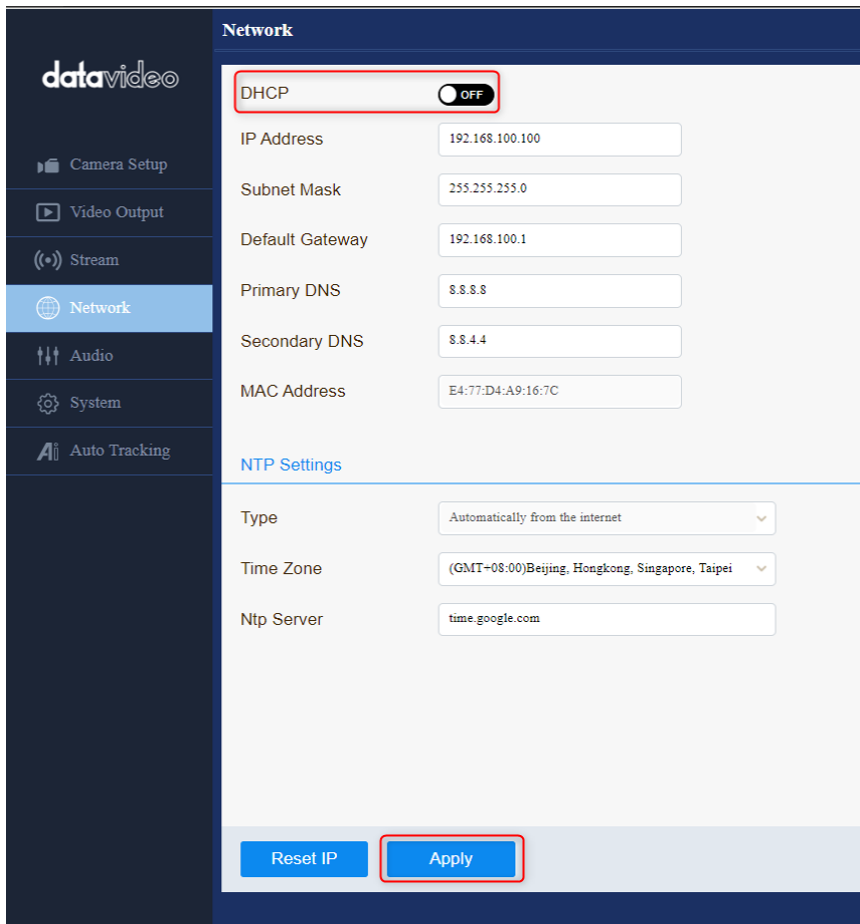 Network
datavideo
Camera Setup
Video Output
Stream
Network
Audio
System
Auto Tracking
DHCP OFF
IP Address 192.168.100.100
Subnet Mask 255.255.255.0
Default Gateway 192.168.100.1
Primary DNS 8.8.8.8
Secondary DNS 8.8.4.4
MAC Address E4:77:D4:A9:16:7C
NTP Settings
Type Automatically from the internet
Time Zone (GMT+08:00)Beijing, Hongkong, Singapore, Taipei
Ntp Server time.google.com
Reset IP Apply